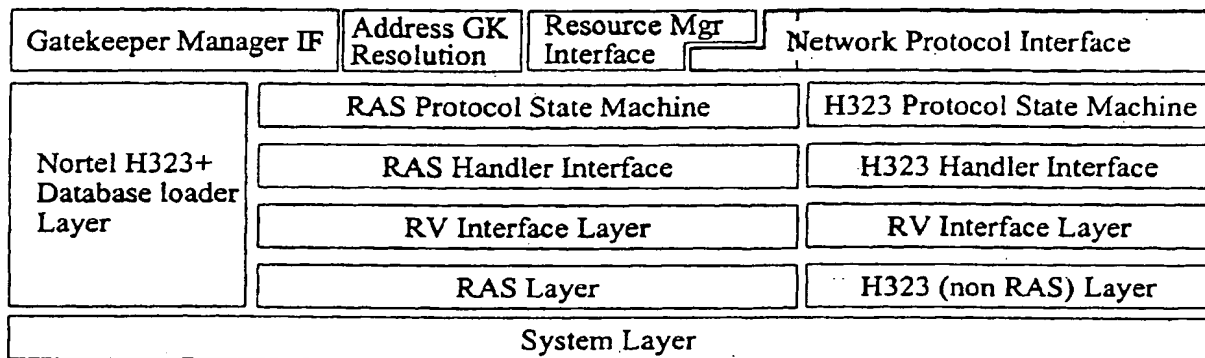 Gatekeeper Manager IF
Address GK
Resolution
Resource Mgr
Interface
Network Protocol Interface
RAS Protocol State Machine
H323 Protocol State Machine
Nortel H323+
Database loader
Layer
RAS Handler Interface
H323 Handler Interface
RV Interface Layer
RV Interface Layer
RAS Layer
H323 (non RAS) Layer
System Layer